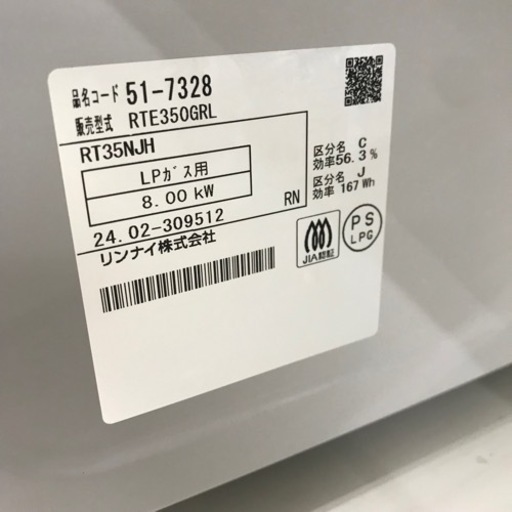 品名コード 51-7328
販売型式 RTE350GRL
RT35NJH
LPガス用
8.00 kW
RN
24.02-309512
リンナイ株式会社
区分名 C
効率56.3 %
区分名 J
効率 167 Wh
JIA認証
PS
LPG